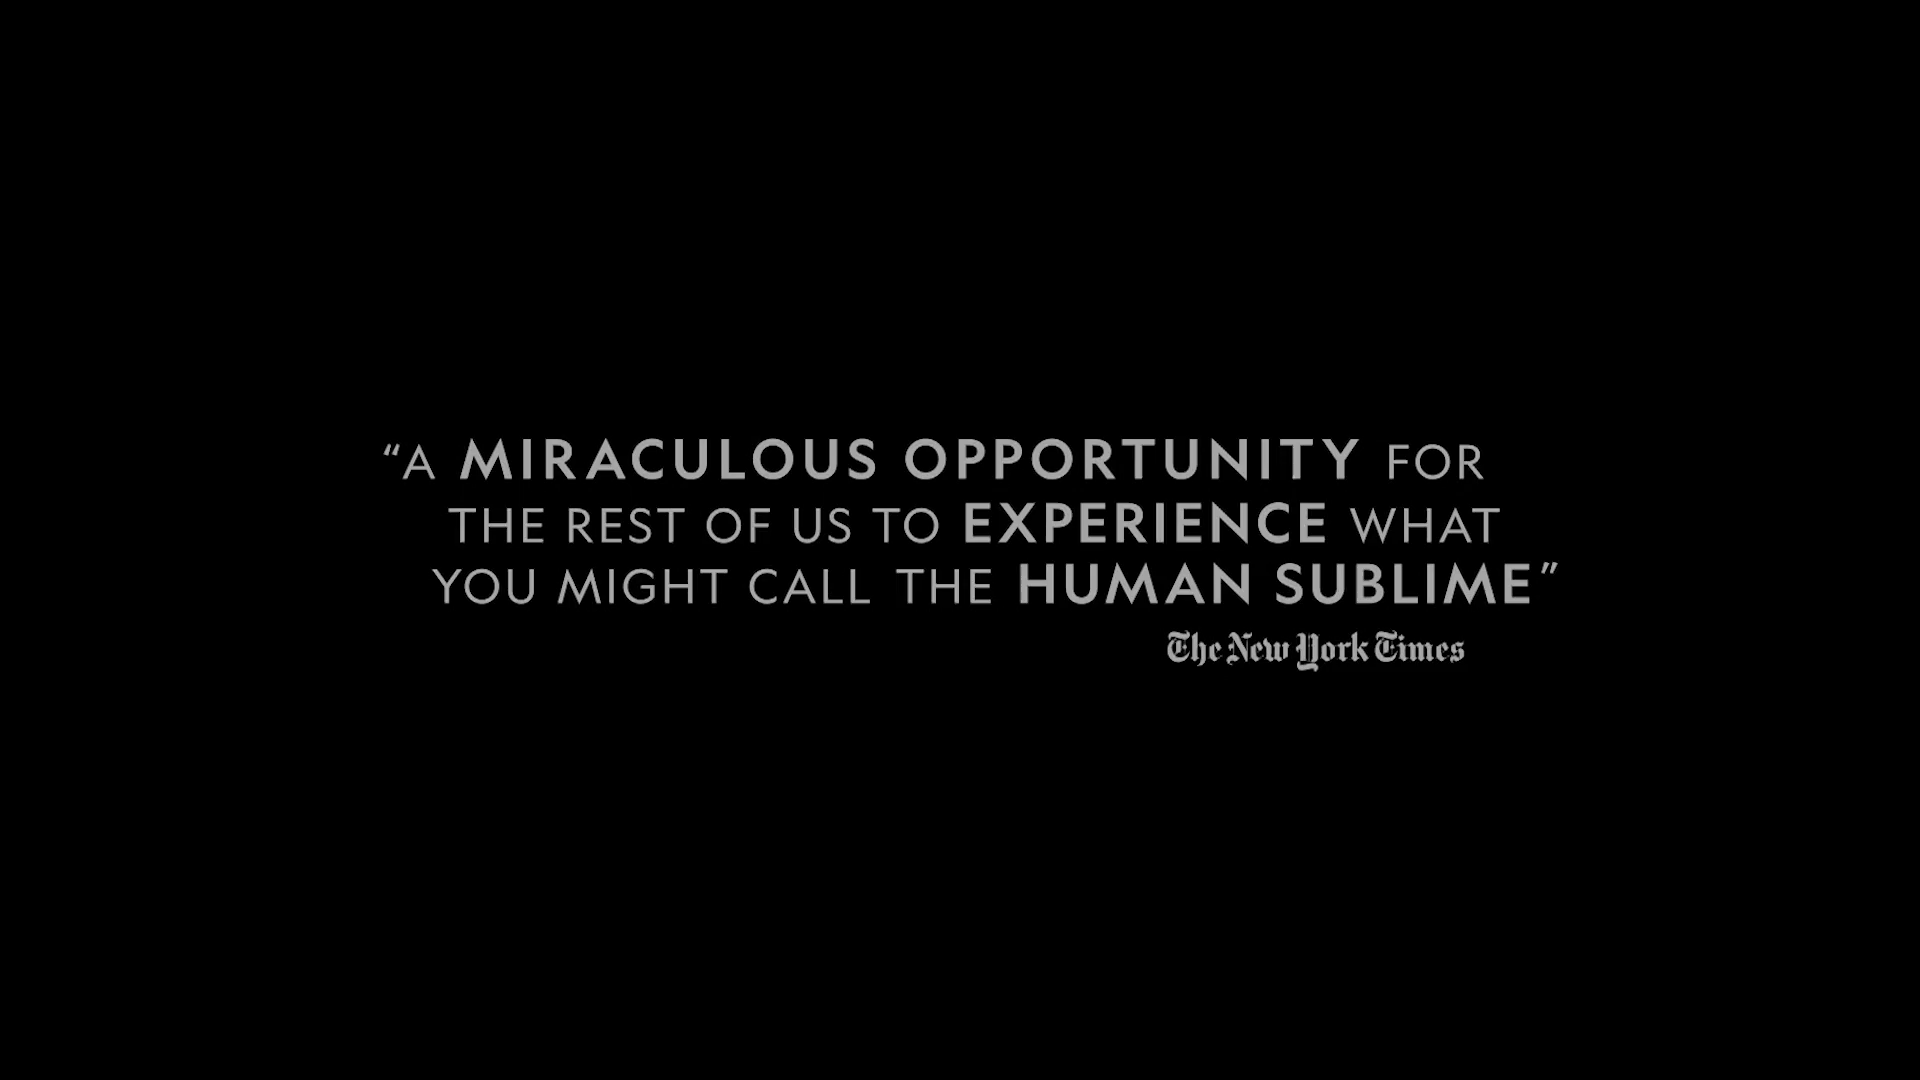 “A MIRACULOUS OPPORTUNITY FOR
THE REST OF US TO EXPERIENCE WHAT
YOU MIGHT CALL THE HUMAN SUBLIME”
The New York Times